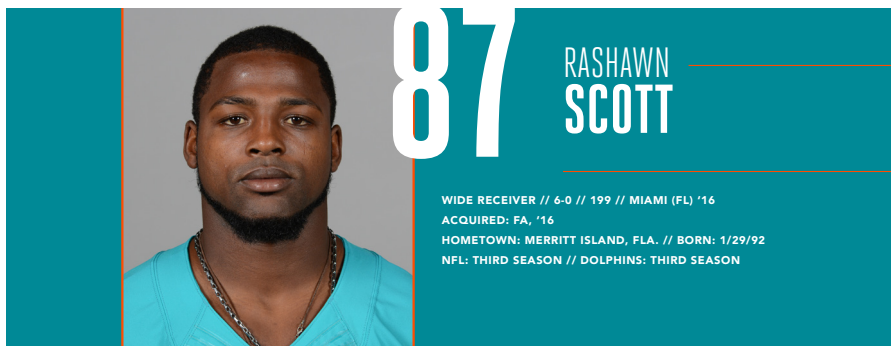 87
RASHAWN
SCOTT
WIDE RECEIVER // 6-0 // 199 // MIAMI (FL) ’16
ACQUIRED: FA, ’16
HOMETOWN: MERRITT ISLAND, FLA. // BORN: 1/29/92
NFL: THIRD SEASON // DOLPHINS: THIRD SEASON